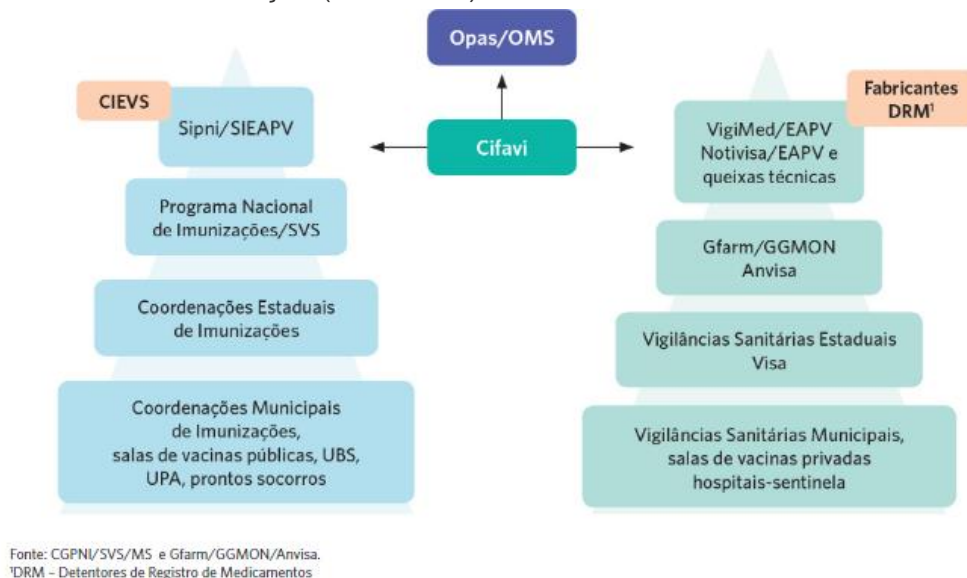 Opas/OMS
CIEVS
Sipni/SIEAPV
Cifavi
Fabricantes
DRM¹
VigiMed/EAPV
Notivisa/EAPV e
queixas técnicas
Programa Nacional
de Imunizações/SVS
Gfarm/GGMON
Anvisa
Coordenações Estaduais
de Imunizações
Vigilâncias Sanitárias Estaduais
Visa
Coordenações Municipais
de Imunizações,
salas de vacinas públicas, UBS,
UPA, prontos socorros
Vigilâncias Sanitárias Municipais,
salas de vacinas privadas
hospitais-sentinela
Fonte: CGPNI/SVS/MS e Gfarm/GGMON/Anvisa.
¹DRM – Detentores de Registro de Medicamentos